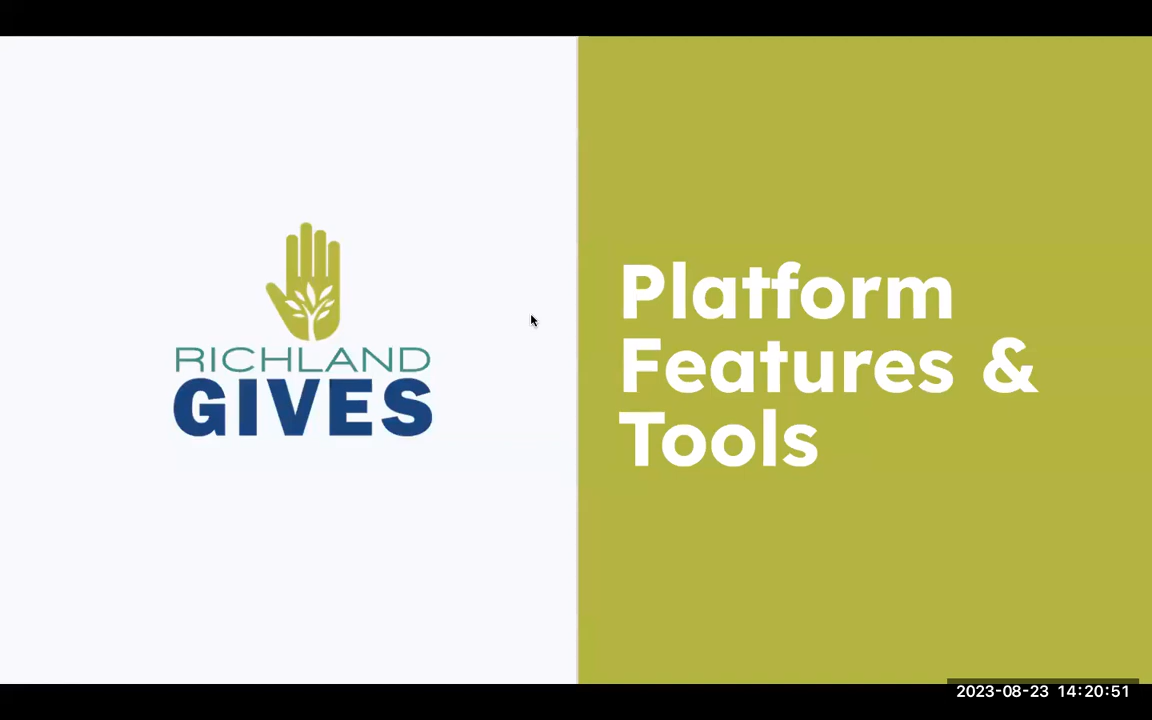 RICHLAND
GIVES
Platform
Features &
Tools
2023-08-23 14:20:51